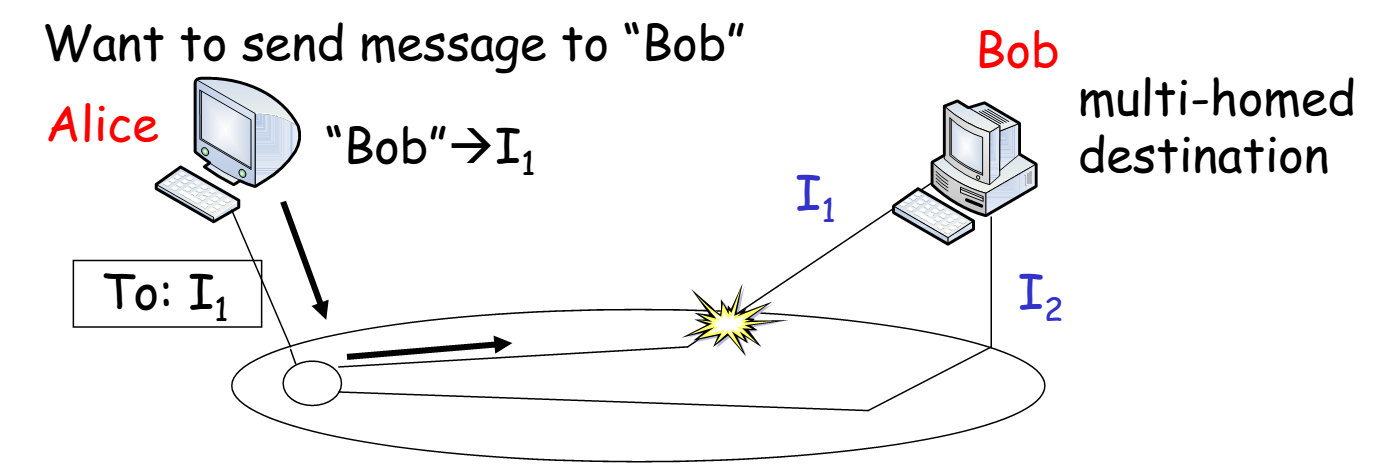 Want to send message to “Bob”
Bob
Alice
“Bob”→I₁
multi-homed
destination
I₁
To: I₁
I₂